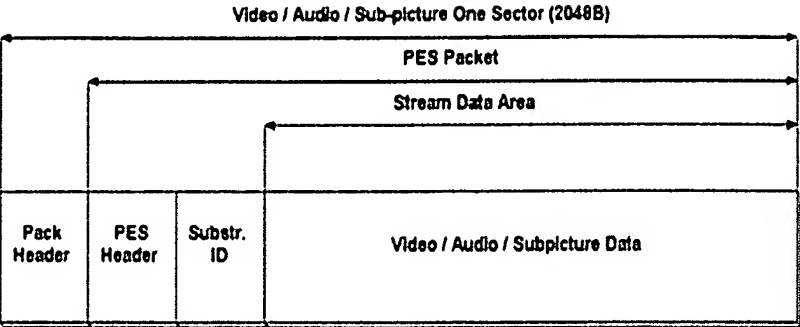 Video / Audio / Sub-picture One Sector (2048B)
PES Packet
Stream Data Area
Pack
Header
PES
Header
Substr.
ID
Video / Audio / Subpicture Data